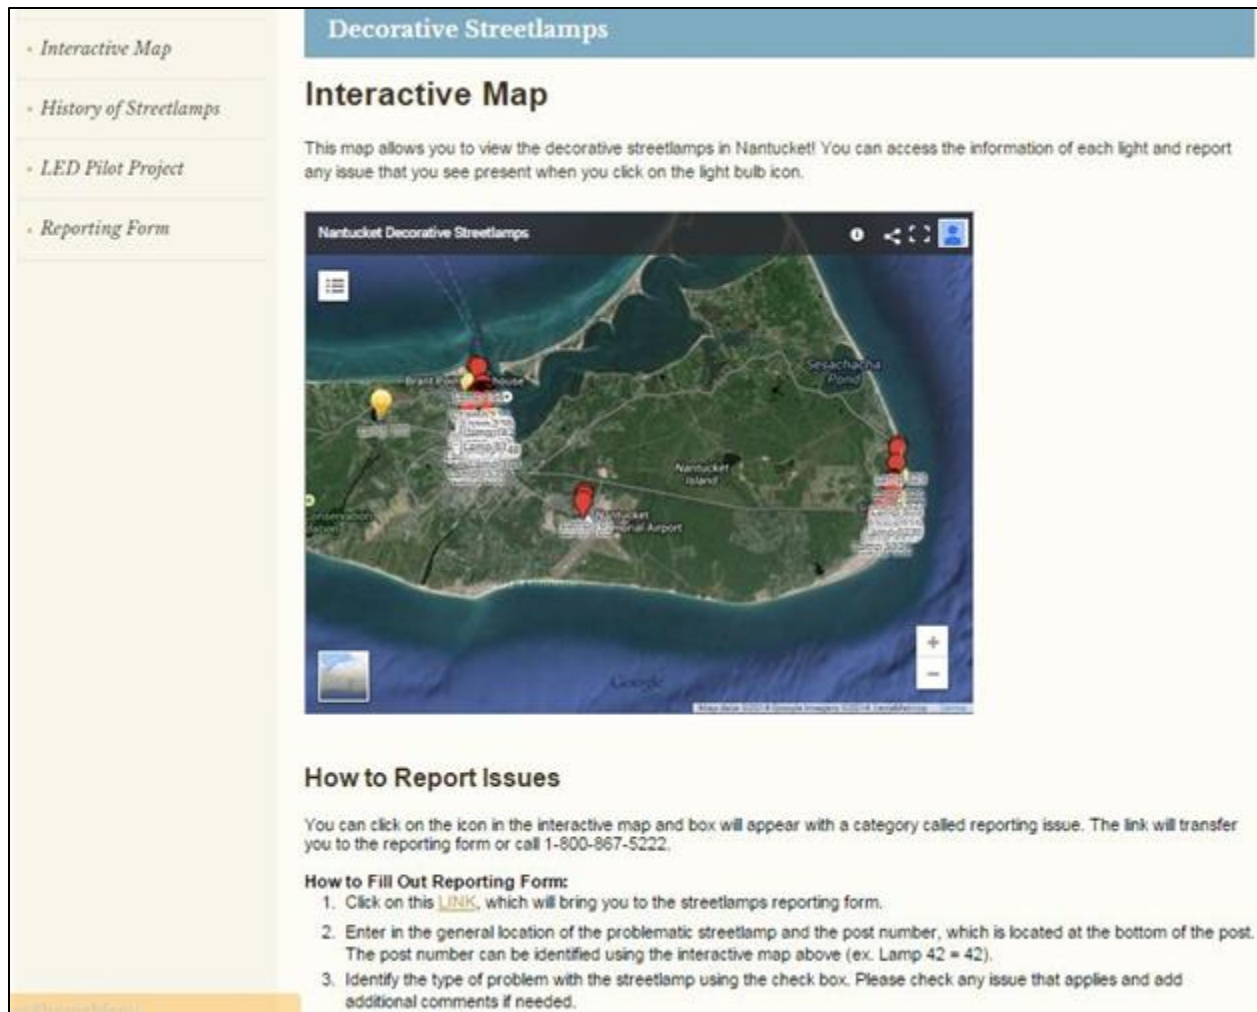 Interactive Map
History of Streetlamps
LED Pilot Project
Reporting Form
Decorative Streetlamps
Interactive Map
This map allows you to view the decorative streetlamps in Nantucket! You can access the information of each light and report
any issue that you see present when you click on the light bulb icon.
Nantucket Decorative Streetlamps
Sesachacha
Pond
Brant Point
house
Nantucket
Island
Nantucket
Memorial Airport
Google
How to Report Issues
You can click on the icon in the interactive map and box will appear with a category called reporting issue. The link will transfer
you to the reporting form or call 1-800-867-5222.
How to Fill Out Reporting Form:
1. Click on this LINK, which will bring you to the streetlamps reporting form.
2. Enter in the general location of the problematic streetlamp and the post number, which is located at the bottom of the post.
The post number can be identified using the interactive map above (ex. Lamp 42 = 42).
3. Identify the type of problem with the streetlamp using the check box. Please check any issue that applies and add
additional comments if needed.